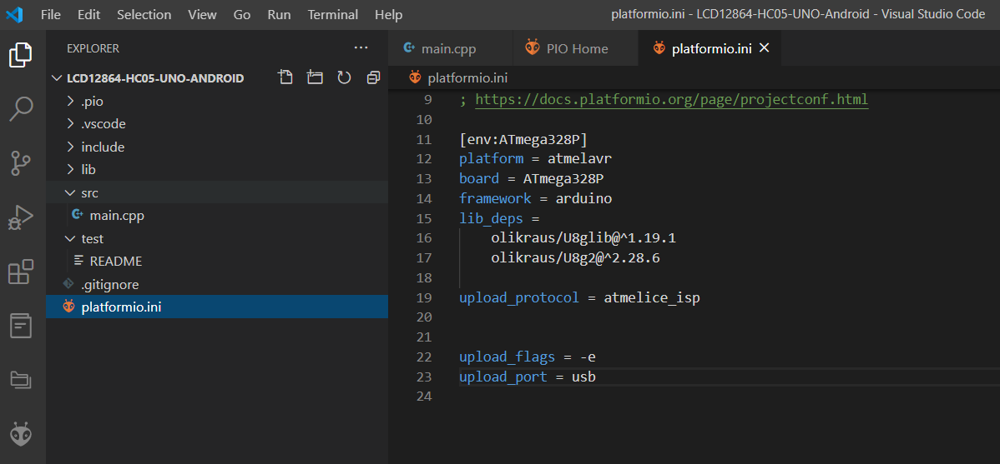 File Edit Selection View Go Run Terminal Help
platformio.ini - LCD12864-HC05-UNO-Android - Visual Studio Code
EXPLORER
LCD12864-HC05-UNO-ANDROID
.pio
.vscode
include
lib
src
main.cpp
test
README
.gitignore
platformio.ini
main.cpp
PIO Home
platformio.ini
platformio.ini
9 ; https://docs.platformio.org/page/projectconf.html
10
11 [env:ATmega328P]
12 platform = atmelavr
13 board = ATmega328P
14 framework = arduino
15 lib_deps =
16 olikraus/U8glib@^1.19.1
17 olikraus/U8g2@^2.28.6
18
19 upload_protocol = atmelice_isp
20
21
22 upload_flags = -e
23 upload_port = usb
24